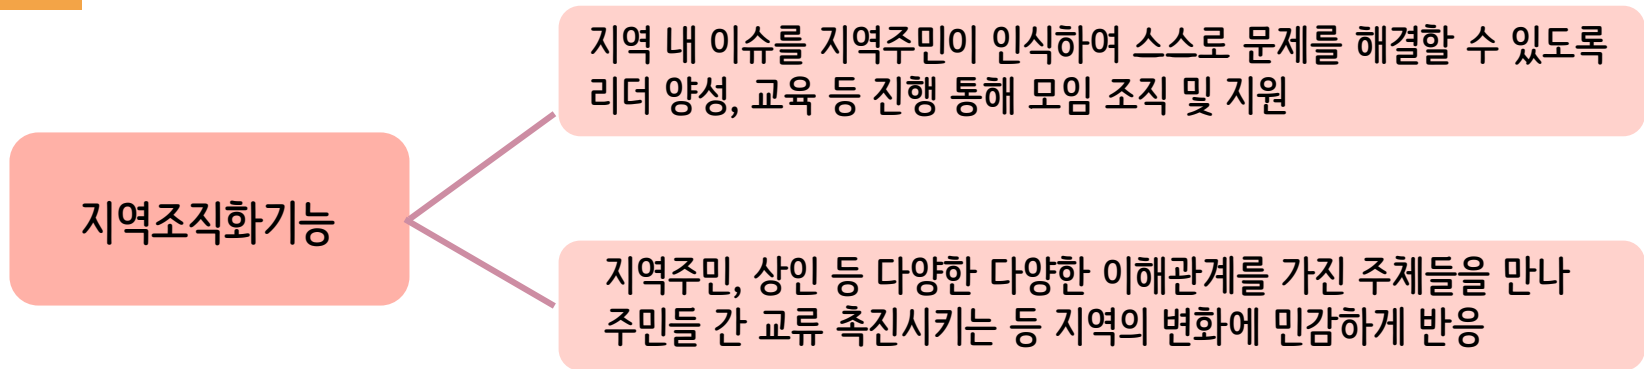 지역조직화기능
지역 내 이슈를 지역주민이 인식하여 스스로 문제를 해결할 수 있도록
리더 양성, 교육 등 진행 통해 모임 조직 및 지원
지역주민, 상인 등 다양한 다양한 이해관계를 가진 주체들을 만나
주민들 간 교류 촉진시키는 등 지역의 변화에 민감하게 반응